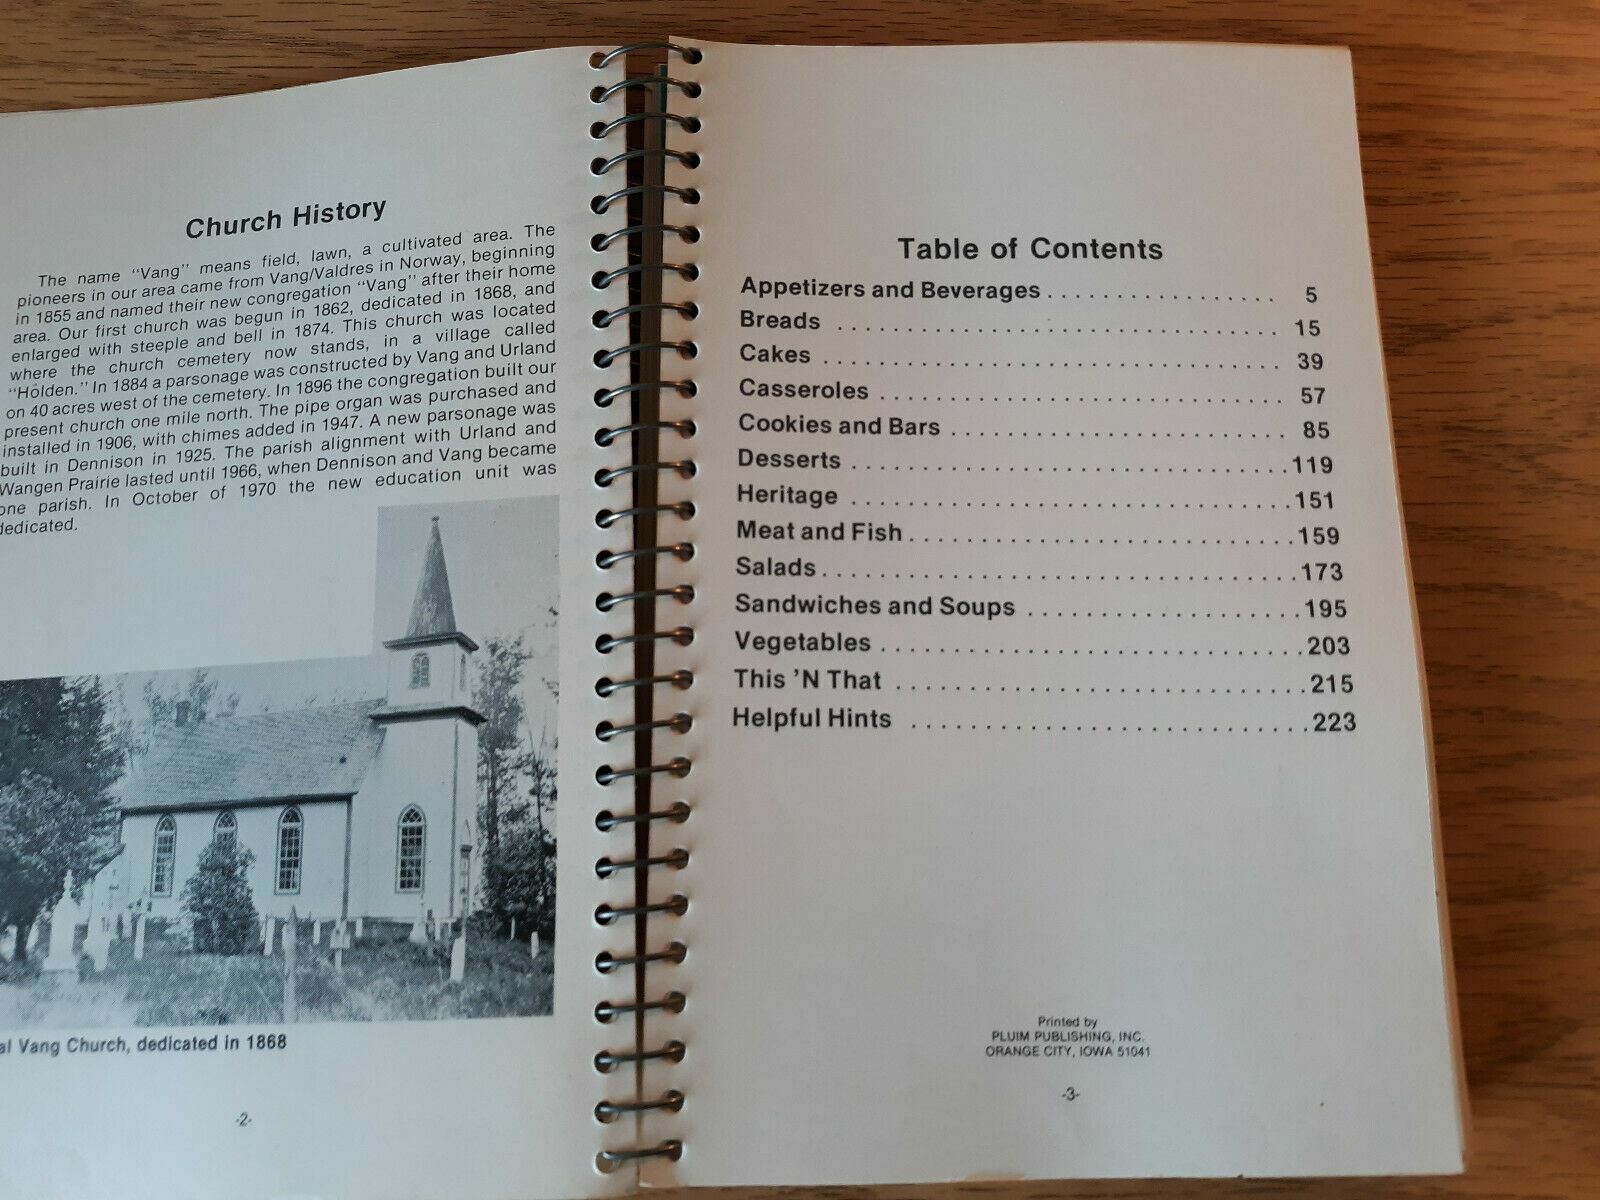 Church History
The name "Vang" means field, lawn, a cultivated area. The
pioneers in our area came from Vang/Valdres in Norway, beginning
in 1855 and named their new congregation "Vang" after their home
area. Our first church was begun in 1862, dedicated in 1868, and
enlarged with steeple and bell in 1874. This church was located
where the church cemetery now stands, in a village called
"Holden." In 1884 a parsonage was constructed by Vang and Urland
on 40 acres west of the cemetery. In 1896 the congregation built our
present church one mile north. The pipe organ was purchased and
installed in 1906, with chimes added in 1947. A new parsonage was
built in Dennison in 1925. The parish alignment with Urland and
Wangen Prairie lasted until 1966, when Dennison and Vang became
one parish. In October of 1970 the new education unit was
dedicated.
al Vang Church, dedicated in 1868
-2-
Table of Contents
Appetizers and Beverages . . . . . . . . . . . . . . . . . 5
Breads . . . . . . . . . . . . . . . . . . . . . . . . . . . . . . . . 15
Cakes . . . . . . . . . . . . . . . . . . . . . . . . . . . . . . . . . 39
Casseroles . . . . . . . . . . . . . . . . . . . . . . . . . . . . . 57
Cookies and Bars . . . . . . . . . . . . . . . . . . . . . . . . 85
Desserts . . . . . . . . . . . . . . . . . . . . . . . . . . . . . . . 119
Heritage . . . . . . . . . . . . . . . . . . . . . . . . . . . . . . . 151
Meat and Fish . . . . . . . . . . . . . . . . . . . . . . . . . . . 159
Salads . . . . . . . . . . . . . . . . . . . . . . . . . . . . . . . . . 173
Sandwiches and Soups . . . . . . . . . . . . . . . . . . . 195
Vegetables . . . . . . . . . . . . . . . . . . . . . . . . . . . . . 203
This 'N That . . . . . . . . . . . . . . . . . . . . . . . . . . . . 215
Helpful Hints . . . . . . . . . . . . . . . . . . . . . . . . . . . 223
Printed by
PLUIM PUBLISHING, INC.
ORANGE CITY, IOWA 51041
-3-